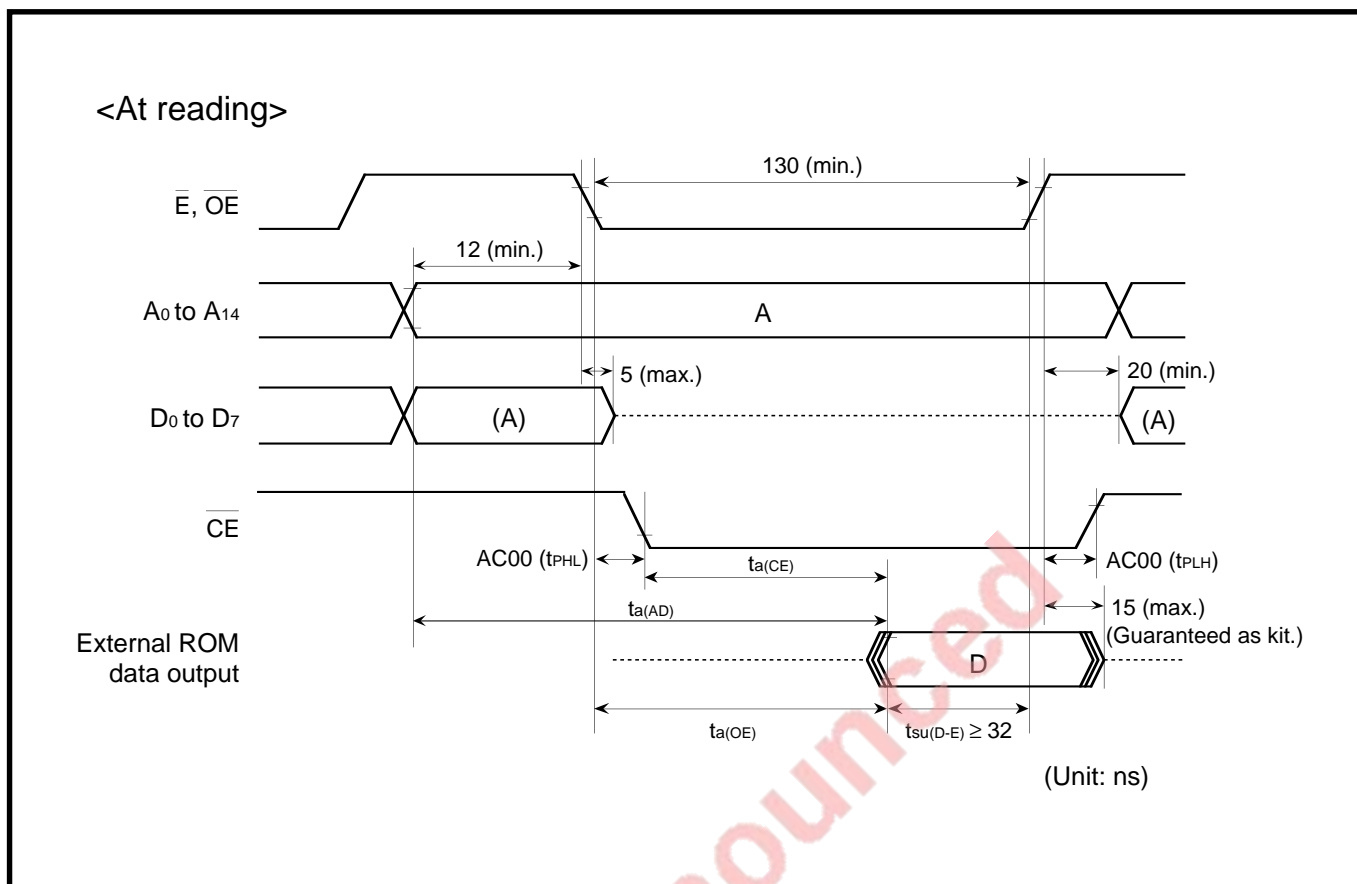 <At reading>
130 (min.)
E, OE
12 (min.)
A0 to A14
A
5 (max.)
20 (min.)
D0 to D7
(A)
(A)
CE
AC00 (tPHL)
ta(CE)
AC00 (tPLH)
ta(AD)
15 (max.)
(Guaranteed as kit.)
External ROM
data output
D
ta(OE)
tsu(D-E) ≥ 32
(Unit: ns)
ounced